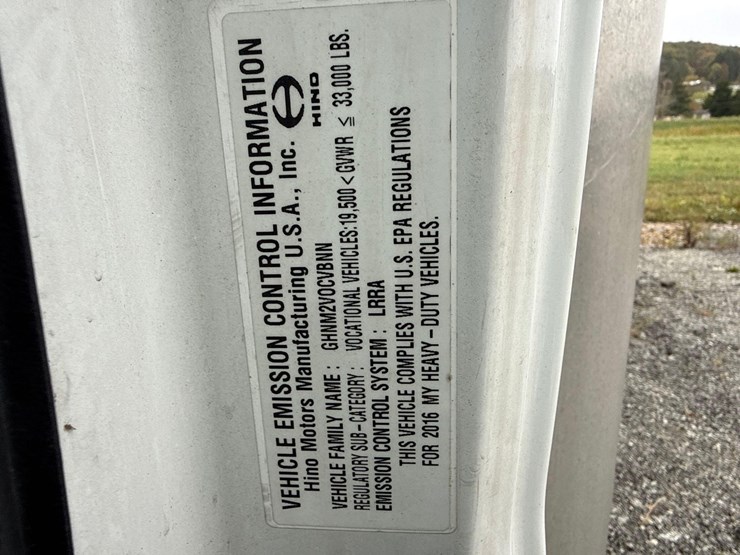 VEHICLE EMISSION CONTROL INFORMATION
Hino Motors Manufacturing U.S.A., Inc.
HINO
VEHICLE FAMILY NAME : GHNM2VOCVBNN
REGULATORY SUB-CATEGORY : VOCATIONAL VEHICLES:19,500<GVWR ≤ 33,000 LBS.
EMISSION CONTROL SYSTEM : LRRA
THIS VEHICLE COMPLIES WITH U.S. EPA REGULATIONS
FOR 2016 MY HEAVY-DUTY VEHICLES.